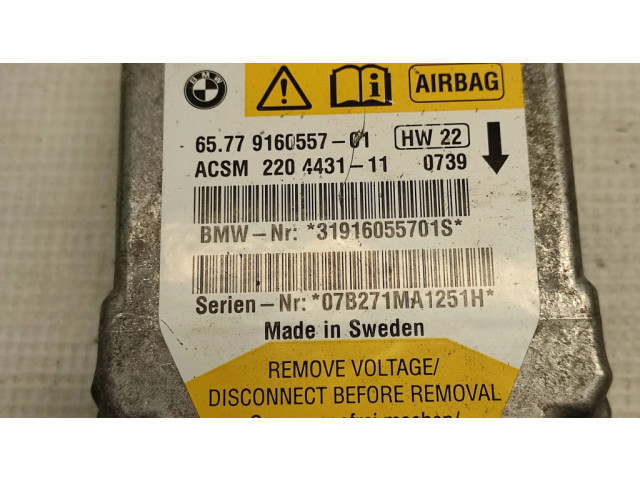 BMW
AIRBAG
65.77 9160557-01 HW 22
ACSM 220 4431-11 0739
BMW-Nr: *31916055701S*
Serien-Nr: *07B271MA1251H*
Made in Sweden
REMOVE VOLTAGE/
DISCONNECT BEFORE REMOVAL